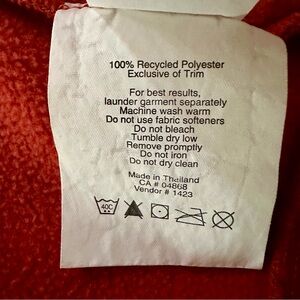 100% Recycled Polyester
Exclusive of Trim
For best results,
launder garment separately
Machine wash warm
Do not use fabric softeners
Do not bleach
Tumble dry low
Remove promptly
Do not iron
Do not dry clean
Made in Thailand
CA # 04868
Vendor # 1423
40C